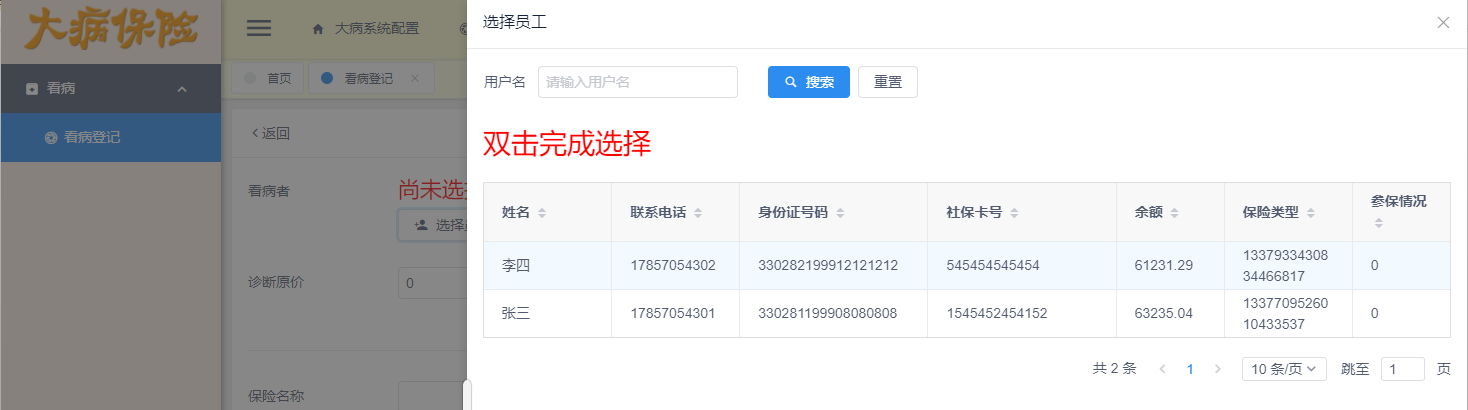 大病保险
看病
看病登记
大病系统配置
首页
看病登记
返回
看病者
尚未选
诊断原价
0
保险名称
选择员工
用户名
请输入用户名
搜索
重置
双击完成选择
姓名 联系电话 身份证号码 社保卡号 余额 保险类型 参保情况
李四 17857054302 330282199912121212 545454545454 61231.29 13379334308 0
34466817
张三 17857054301 330281199908080808 1545452454152 63235.04 13377095260 0
10433537
共 2 条 1 10 条/页 跳至 1 页